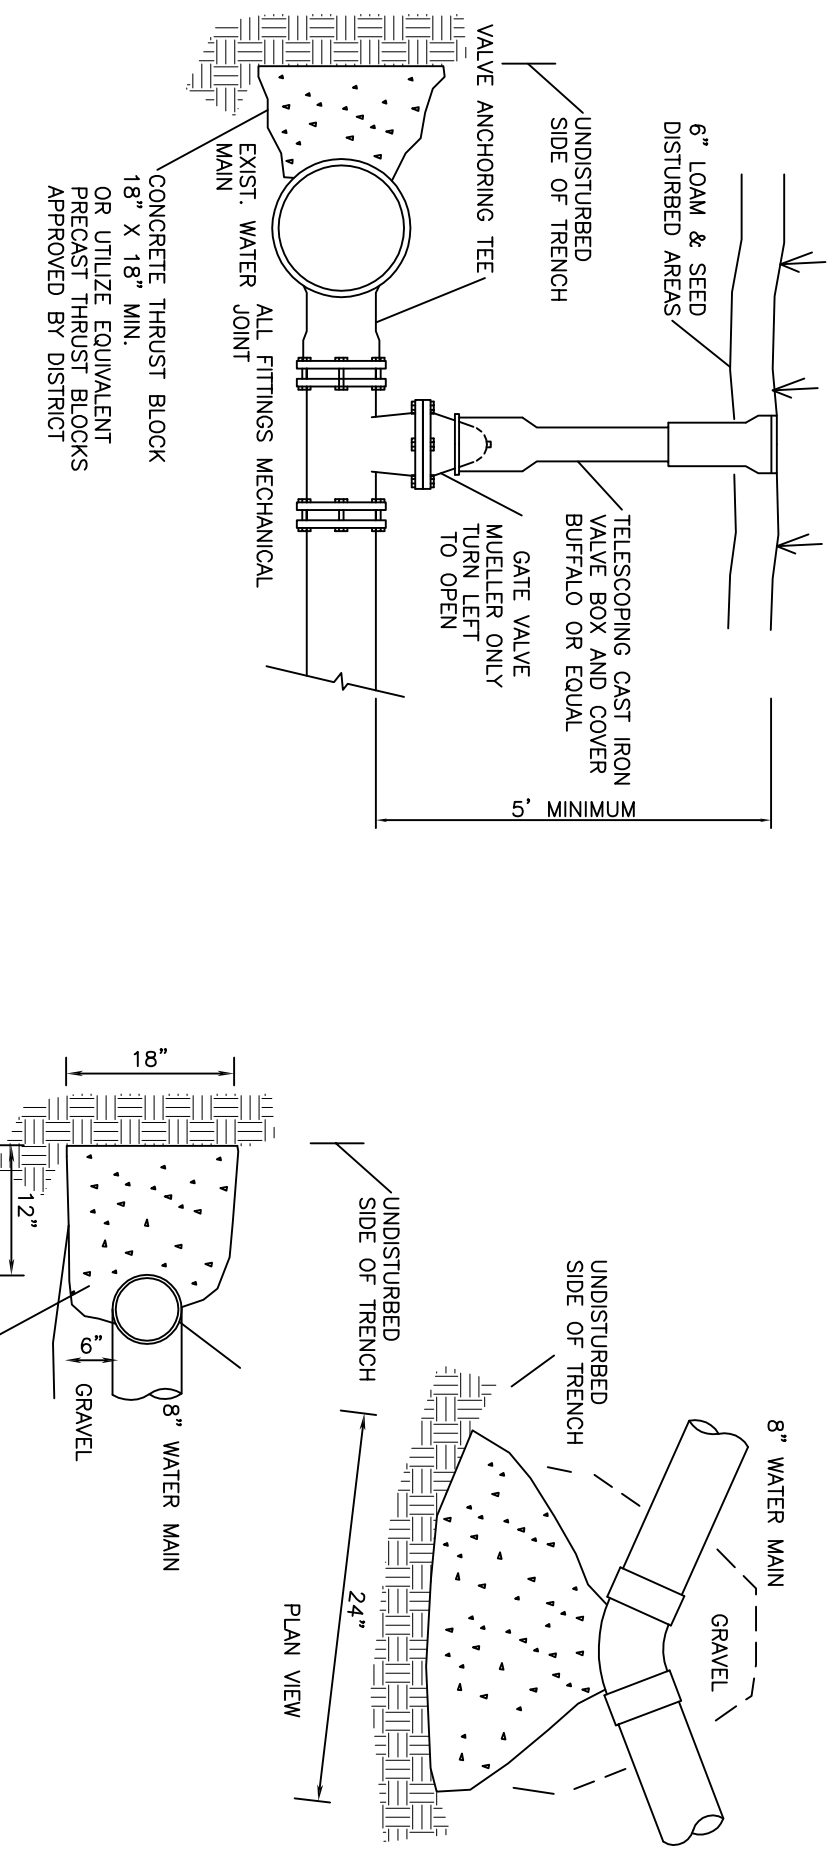 6" LOAM & SEED
DISTURBED AREAS
UNDISTURBED
SIDE OF TRENCH
VALVE ANCHORING TEE
TELESCOPING CAST IRON
VALVE BOX AND COVER
BUFFALO OR EQUAL
GATE VALVE
MUELLER ONLY
TURN LEFT
TO OPEN
5' MINIMUM
EXIST. WATER
MAIN
ALL FITTINGS MECHANICAL
JOINT
CONCRETE THRUST BLOCK
18" X 18" MIN.
OR UTILIZE EQUIVALENT
PRECAST THRUST BLOCKS
APPROVED BY DISTRICT
8" WATER MAIN
GRAVEL
UNDISTURBED
SIDE OF TRENCH
24"
PLAN VIEW
UNDISTURBED
SIDE OF TRENCH
18"
12"
6"
GRAVEL
8" WATER MAIN